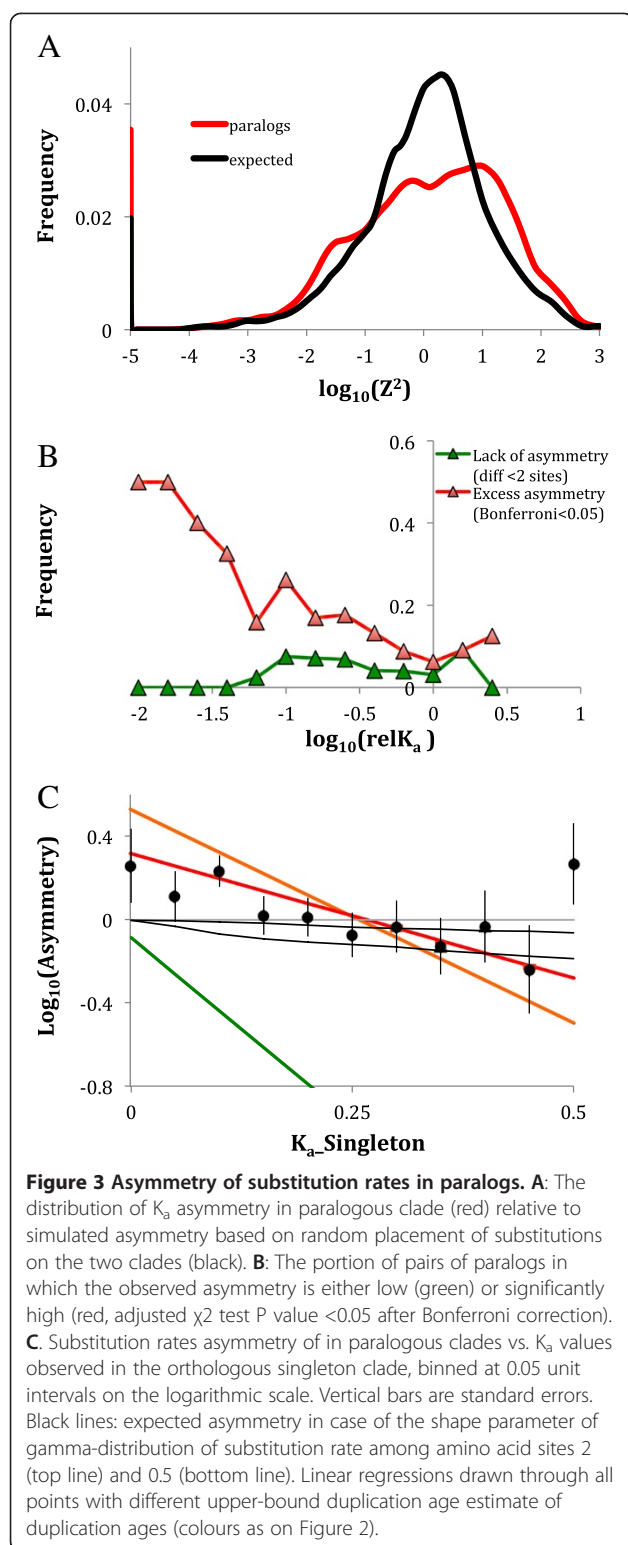 A
0.04
0.02
0
Frequency
paralogs
expected
-5 -4 -3 -2 -1 0 1 2 3
log10(Z2)
B
0.6
0.4
0.2
0
Frequency
Lack of asymmetry
(diff <2 sites)
Excess asymmetry
(Bonferroni<0.05)
-2 -1.5 -1 -0.5 0 0.5 1
log10(relKa )
C
0.4
0
-0.4
-0.8
Log10(Asymmetry)
0 0.25 0.5
Ka_Singleton
Figure 3 Asymmetry of substitution rates in paralogs. A: The
distribution of Ka asymmetry in paralogous clade (red) relative to
simulated asymmetry based on random placement of substitutions
on the two clades (black). B: The portion of pairs of paralogs in
which the observed asymmetry is either low (green) or significantly
high (red, adjusted χ2 test P value <0.05 after Bonferroni correction).
C. Substitution rates asymmetry of in paralogous clades vs. Ka values
observed in the orthologous singleton clade, binned at 0.05 unit
intervals on the logarithmic scale. Vertical bars are standard errors.
Black lines: expected asymmetry in case of the shape parameter of
gamma-distribution of substitution rate among amino acid sites 2
(top line) and 0.5 (bottom line). Linear regressions drawn through all
points with different upper-bound duplication age estimate of
duplication ages (colours as on Figure 2).